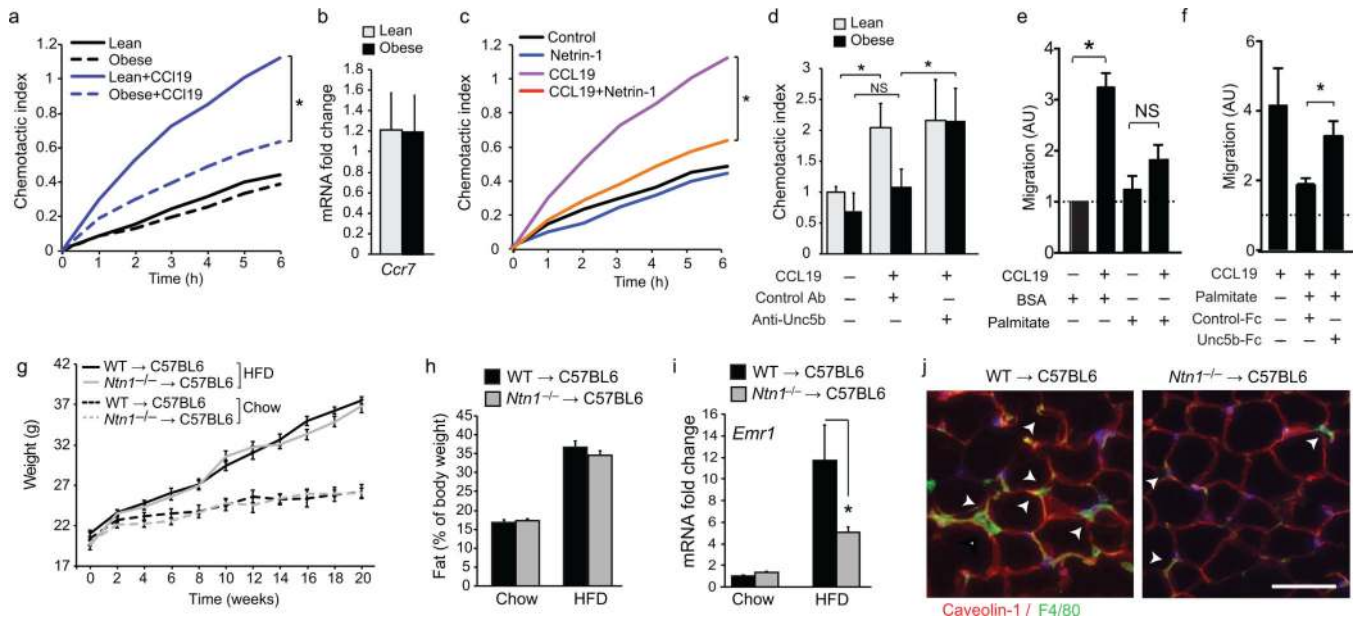 a
Lean
Obese
Lean+CCl19
Obese+CCl19
Chemotactic index
1.2
1
0.8
0.6
0.4
0.2
0
*
0 1 2 3 4 5 6
Time (h)
b
Lean
Obese
mRNA fold change
1.8
1.6
1.4
1.2
1.0
0.8
0.6
0.4
0.2
0
Ccr7
c
Control
Netrin-1
CCL19
CCL19+Netrin-1
Chemotactic index
1.2
1
0.8
0.6
0.4
0.2
0
*
0 1 2 3 4 5 6
Time (h)
d
Lean
Obese
Chemotactic index
3
2.5
2
1.5
1
0.5
0
* *
NS
CCL19 – + +
Control Ab – + –
Anti-Unc5b – – +
e
Migration (AU)
4
3
2
1
0
*
NS
CCL19 – + – +
BSA + + – –
Palmitate – – + +
f
Migration (AU)
6
4
2
0
*
CCL19 + + +
Palmitate – + +
Control-Fc – + –
Unc5b-Fc – – +
g
WT → C57BL6
Ntn1–/– → C57BL6
HFD
WT → C57BL6
Ntn1–/– → C57BL6
Chow
Weight (g)
42
37
32
27
22
17
0 2 4 6 8 10 12 14 16 18 20
Time (weeks)
h
WT → C57BL6
Ntn1–/– → C57BL6
Fat (% of body weight)
45
40
35
30
25
20
15
10
15
0
Chow HFD
i
WT → C57BL6
Ntn1–/– → C57BL6
Emr1
mRNA fold change
16
14
12
10
8
6
4
2
0
*
Chow HFD
j
WT → C57BL6 Ntn1–/– → C57BL6
Caveolin-1 / F4/80